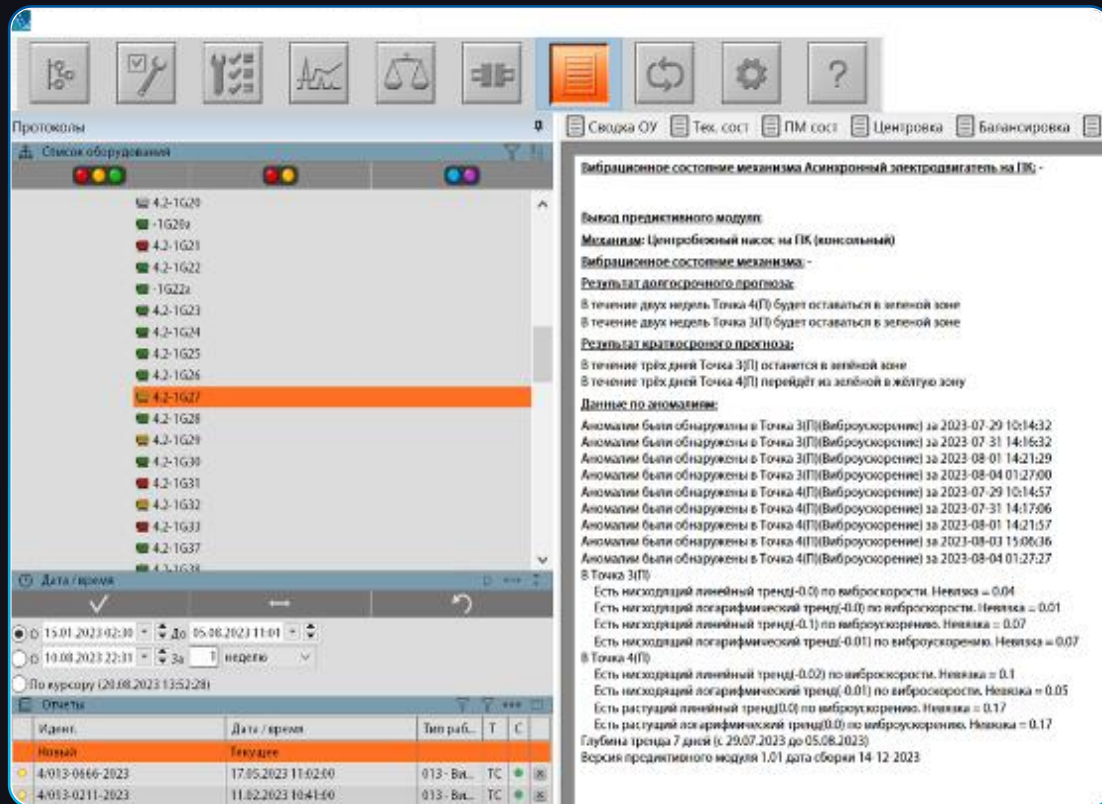 ?
Протоколы
Сводка ОУ Тех. сост ПМ сост Центровка Балансировка
Список оборудования
4.2-1G20
-1G20a
4.2-1G21
4.2-1G22
-1G22a
4.2-1G23
4.2-1G24
4.2-1G25
4.2-1G26
4.2-1G27
4.2-1G28
4.2-1G29
4.2-1G30
4.2-1G31
4.2-1G32
4.2-1G33
4.2-1G37
4.2-1G38
Дата / время
С 15.01.2023 02:30 До 05.08.2023 11:01
С 10.08.2023 22:31 За 1 неделю
По курсору (20.08.2023 13:52:28)
Отчеты
Идент. Дата / время Тип раб... Т С
Новый Текущее
4/013-0666-2023 17.05.2023 11:02:00 013 - Ви... ТС
4/013-0211-2023 11.02.2023 10:41:00 013 - Ви... ТС
Вибрационное состояние механизма Асинхронный электродвигатель на ПК: -
Вывод предиктивного модуля:
Механизм: Центробежный насос на ПК (консольный)
Вибрационное состояние механизма: -
Результат долгосрочного прогноза:
В течение двух недель Точка 4(П) будет оставаться в зеленой зоне
В течение двух недель Точка 3(П) будет оставаться в зеленой зоне
Результат краткосроного прогноза:
В течение трёх дней Точка 3(П) останется в зелёной зоне
В течение трёх дней Точка 4(П) перейдёт из зелёной в жёлтую зону
Данные по аномалиям:
Аномалии были обнаружены в Точка 3(П)(Виброускорение) за 2023-07-29 10:14:32
Аномалии были обнаружены в Точка 3(П)(Виброускорение) за 2023-07-31 14:16:32
Аномалии были обнаружены в Точка 3(П)(Виброускорение) за 2023-08-01 14:21:29
Аномалии были обнаружены в Точка 3(П)(Виброускорение) за 2023-08-04 01:27:00
Аномалии были обнаружены в Точка 4(П)(Виброускорение) за 2023-07-29 10:14:57
Аномалии были обнаружены в Точка 4(П)(Виброускорение) за 2023-07-31 14:17:06
Аномалии были обнаружены в Точка 4(П)(Виброускорение) за 2023-08-01 14:21:57
Аномалии были обнаружены в Точка 4(П)(Виброускорение) за 2023-08-03 15:06:36
Аномалии были обнаружены в Точка 4(П)(Виброускорение) за 2023-08-04 01:27:27
В Точка 3(П)
Есть нисходящий линейный тренд(-0.0) по виброскорости. Невязка = 0.04
Есть нисходящий логарифмический тренд(-0.0) по виброскорости. Невязка = 0.01
Есть нисходящий линейный тренд(-0.1) по виброускорению. Невязка = 0.07
Есть нисходящий логарифмический тренд(-0.01) по виброускорению. Невязка = 0.07
В Точка 4(П)
Есть нисходящий линейный тренд(-0.02) по виброскорости. Невязка = 0.1
Есть нисходящий логарифмический тренд(-0.01) по виброскорости. Невязка = 0.05
Есть растущий линейный тренд(0.0) по виброускорению. Невязка = 0.17
Есть растущий логарифмический тренд(0.0) по виброускорению. Невязка = 0.17
Глубина тренда 7 дней (с 29.07.2023 до 05.08.2023)
Версия предиктивного модуля 1.01 дата сборки 14-12-2023